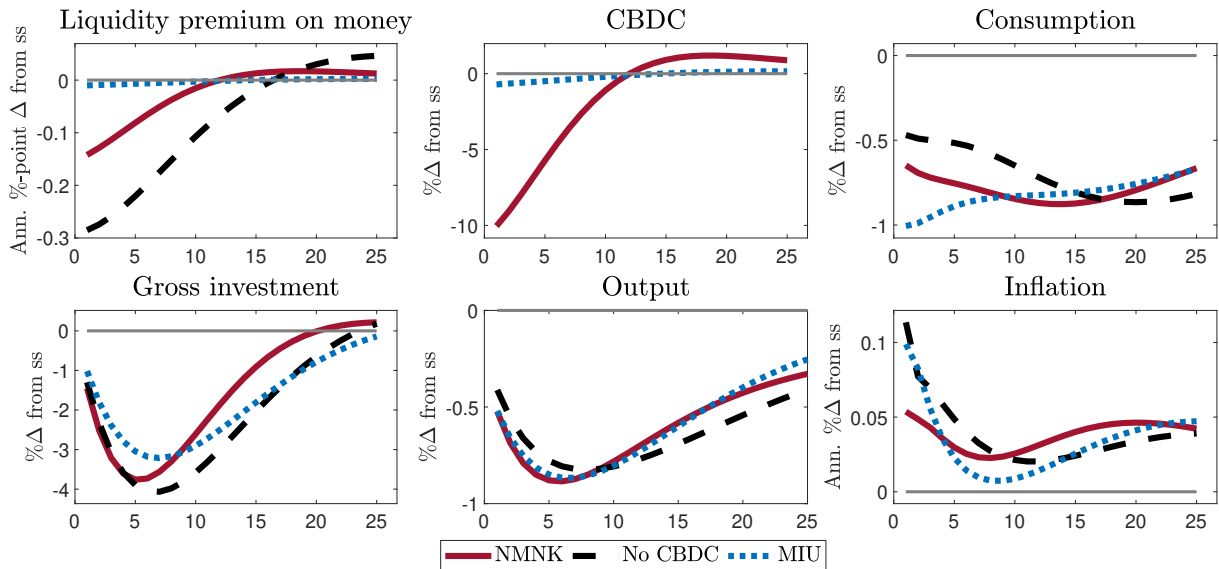 Liquidity premium on money
CBDC
Consumption
Ann. %-point Δ from ss
0
-0.1
-0.2
-0.3
0 5 10 15 20 25
%Δ from ss
0
-5
-10
0 5 10 15 20 25
%Δ from ss
0
-0.5
-1
0 5 10 15 20 25
Gross investment
Output
Inflation
%Δ from ss
0
-1
-2
-3
-4
0 5 10 15 20 25
%Δ from ss
0
-0.5
-1
0 5 10 15 20 25
Ann. %Δ from ss
0.1
0.05
0
0 5 10 15 20 25
NMNK No CBDC MIU